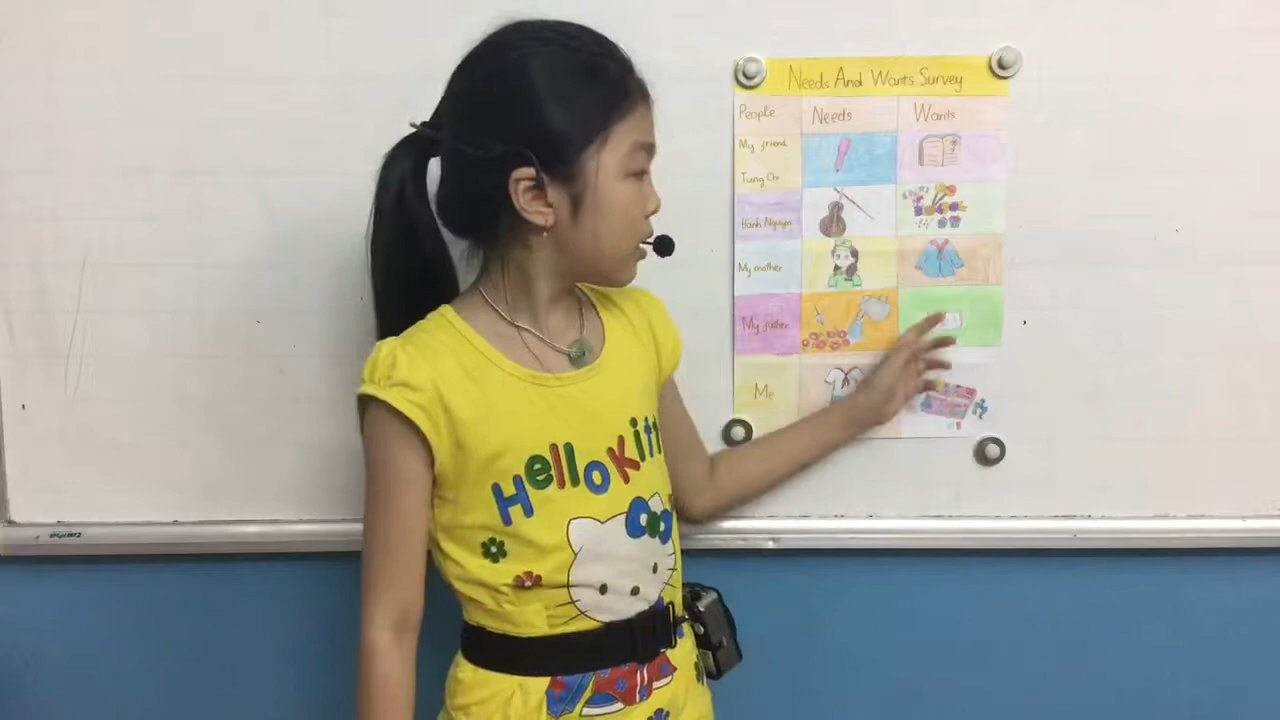 Needs And Wants Survey
People Needs Wants
My friend
Tung Chi
Hanh Nguyen
My mother
My father
Me
Hello Kitt